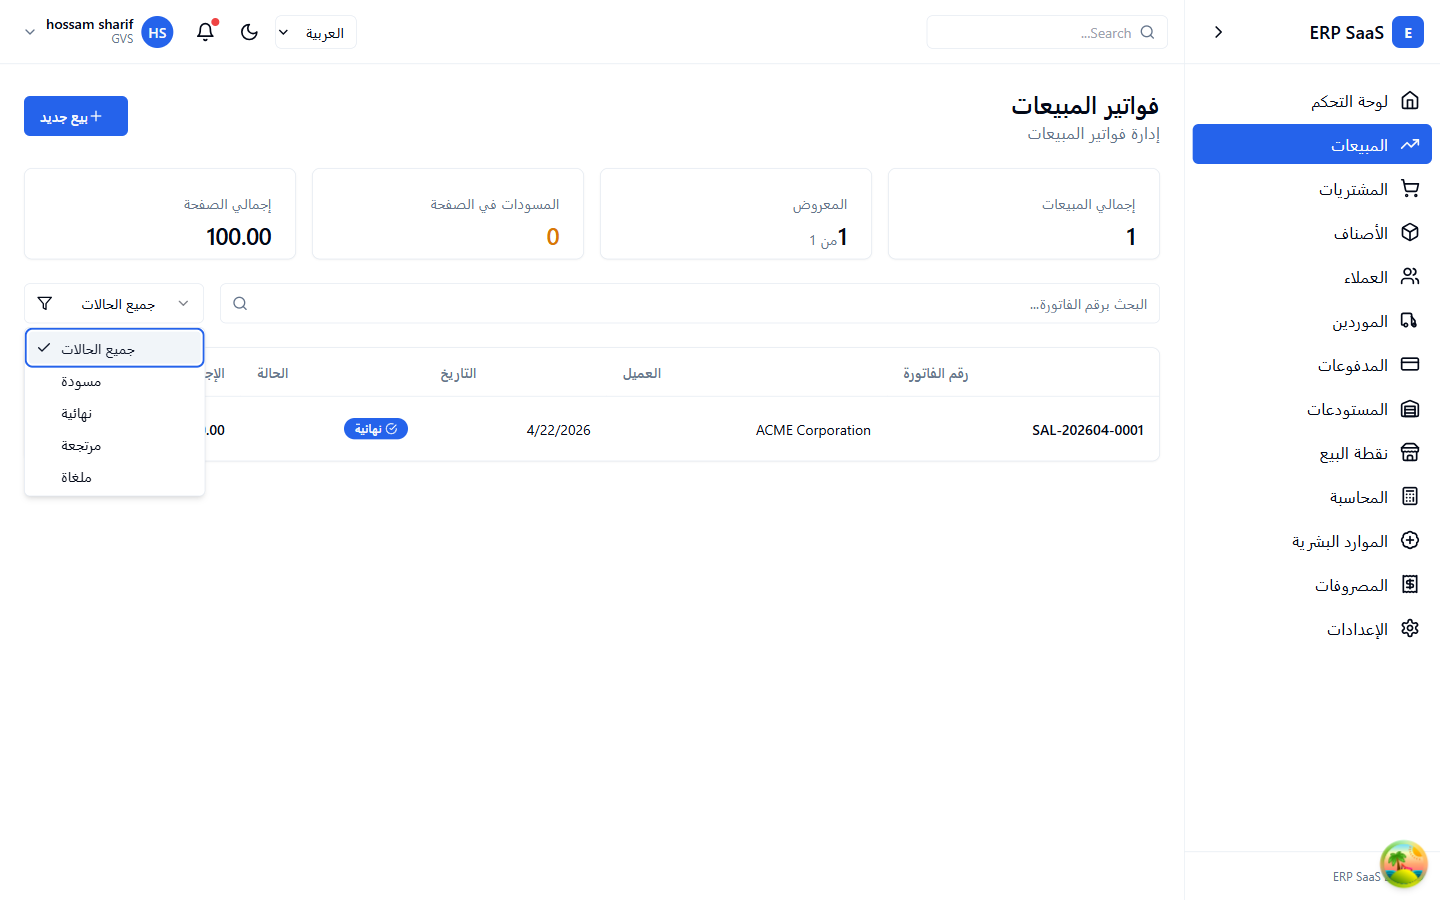 E
ERP SaaS
Search...
العربية
HS
hossam sharif
GVS
لوحة التحكم
المبيعات
المشتريات
الأصناف
العملاء
الموردين
المدفوعات
المستودعات
نقطة البيع
المحاسبة
الموارد البشرية
المصروفات
الإعدادات
ERP SaaS
فواتير المبيعات
إدارة فواتير المبيعات
بيع جديد
إجمالي المبيعات
1
المعروض
1 من 1
المسودات في الصفحة
0
إجمالي الصفحة
100.00
البحث برقم الفاتورة...
جميع الحالات
جميع الحالات
مسودة
نهائية
مرتجعة
ملغاة
رقم الفاتورة العميل التاريخ الحالة
SAL-202604-0001 ACME Corporation 4/22/2026 نهائية